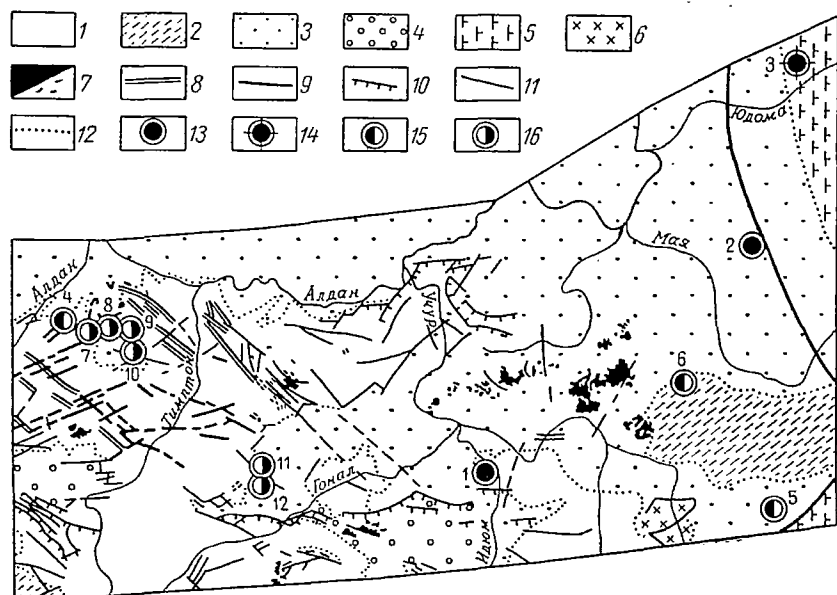 1 2 3 4 5 6
7 8 9 10 11
12 13 14 15 16
3
Юдома
2
Мая
Алдан
4
8
9
7
10
Тимптон
Алдан
Учур
6
11
12
Гонал
1
Идюм
5